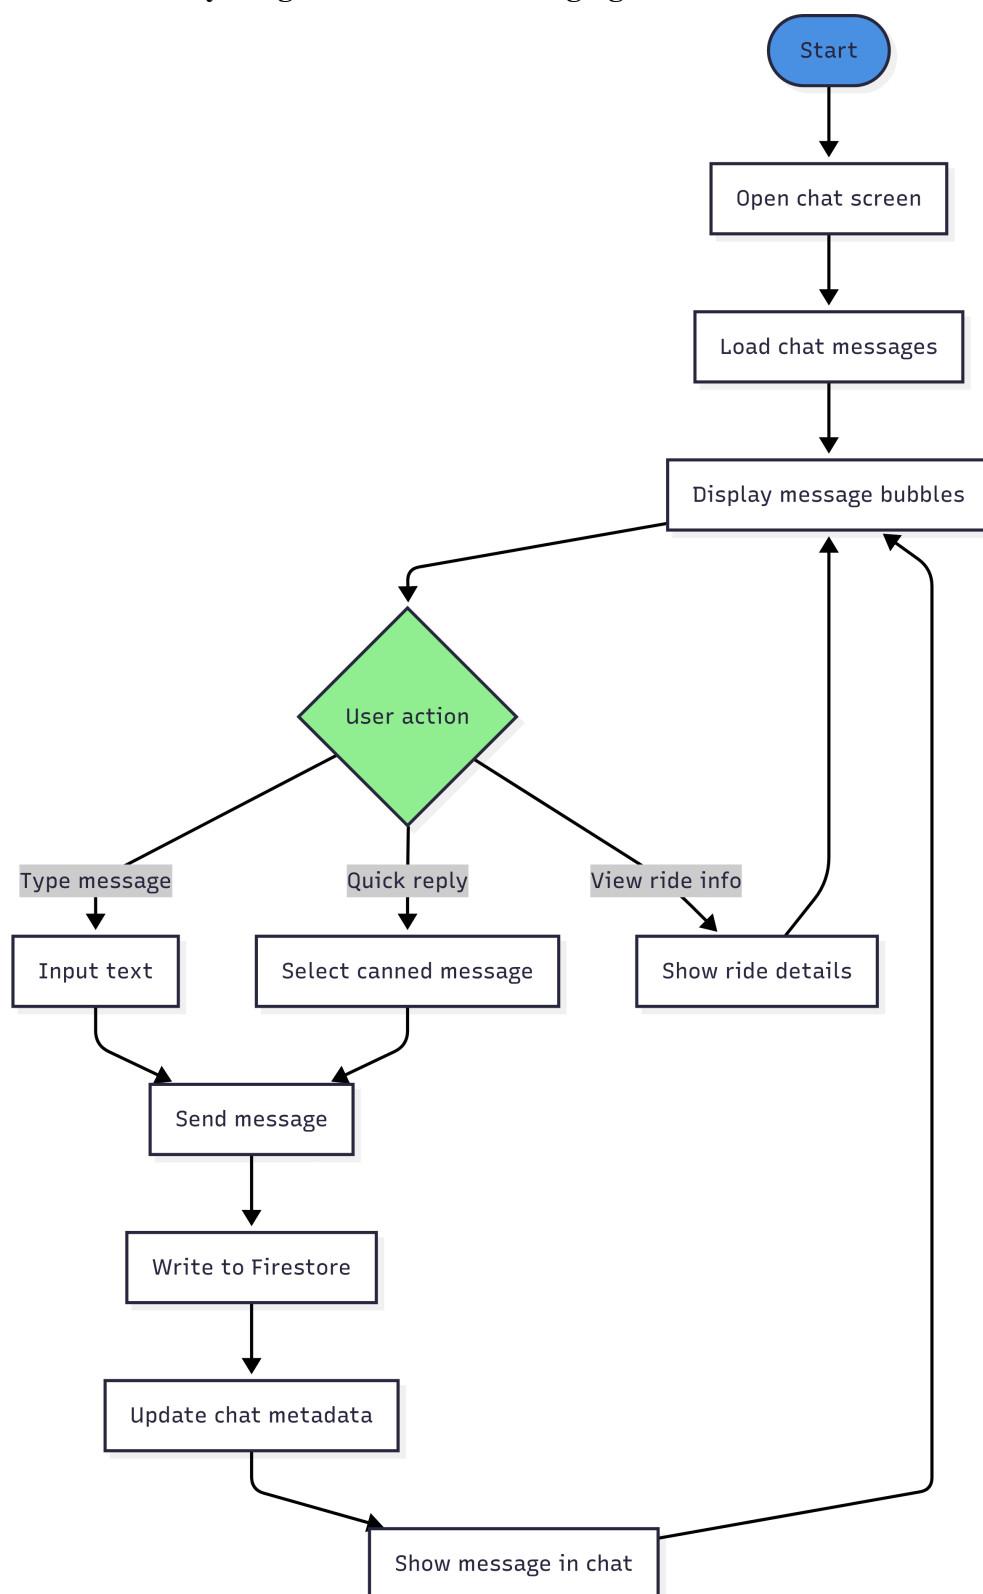 Start
Open chat screen
Load chat messages
Display message bubbles
User action
Type message
Quick reply
View ride info
Input text
Select canned message
Show ride details
Send message
Write to Firestore
Update chat metadata
Show message in chat